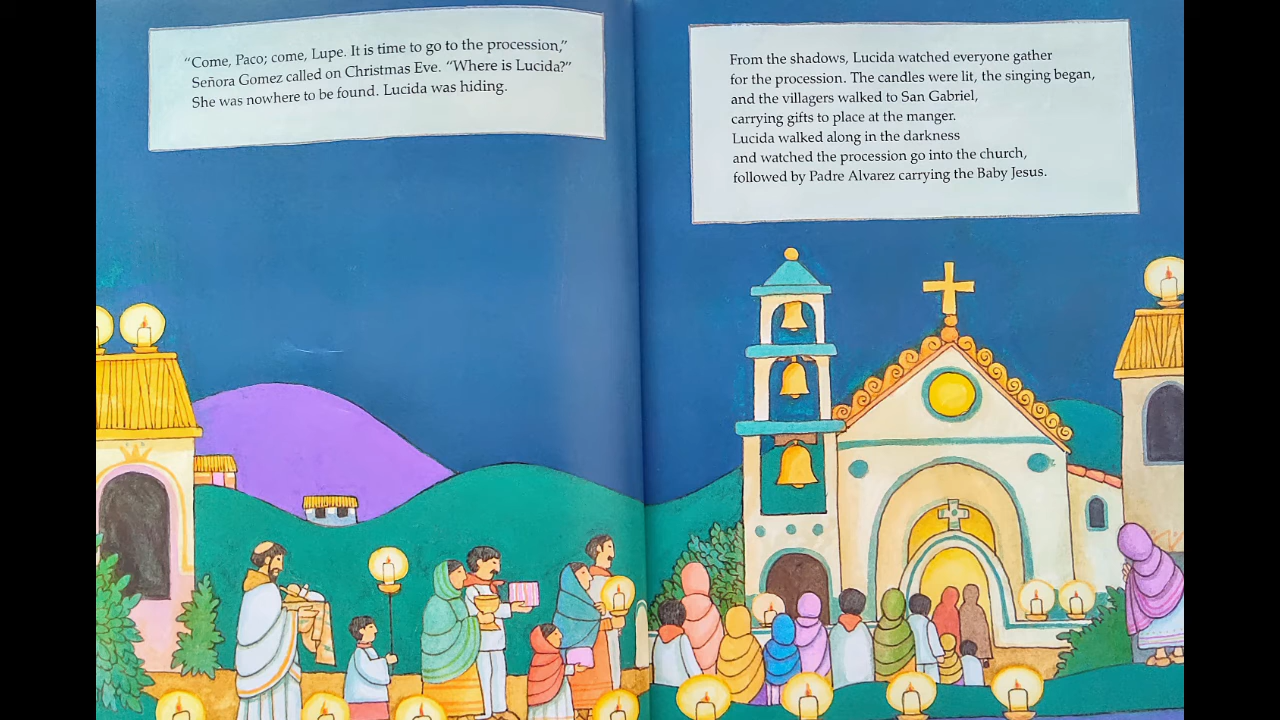 “Come, Paco; come, Lupe. It is time to go to the procession,”
Señora Gomez called on Christmas Eve. “Where is Lucida?”
She was nowhere to be found. Lucida was hiding.
From the shadows, Lucida watched everyone gather
for the procession. The candles were lit, the singing began,
and the villagers walked to San Gabriel,
carrying gifts to place at the manger.
Lucida walked along in the darkness
and watched the procession go into the church,
followed by Padre Alvarez carrying the Baby Jesus.